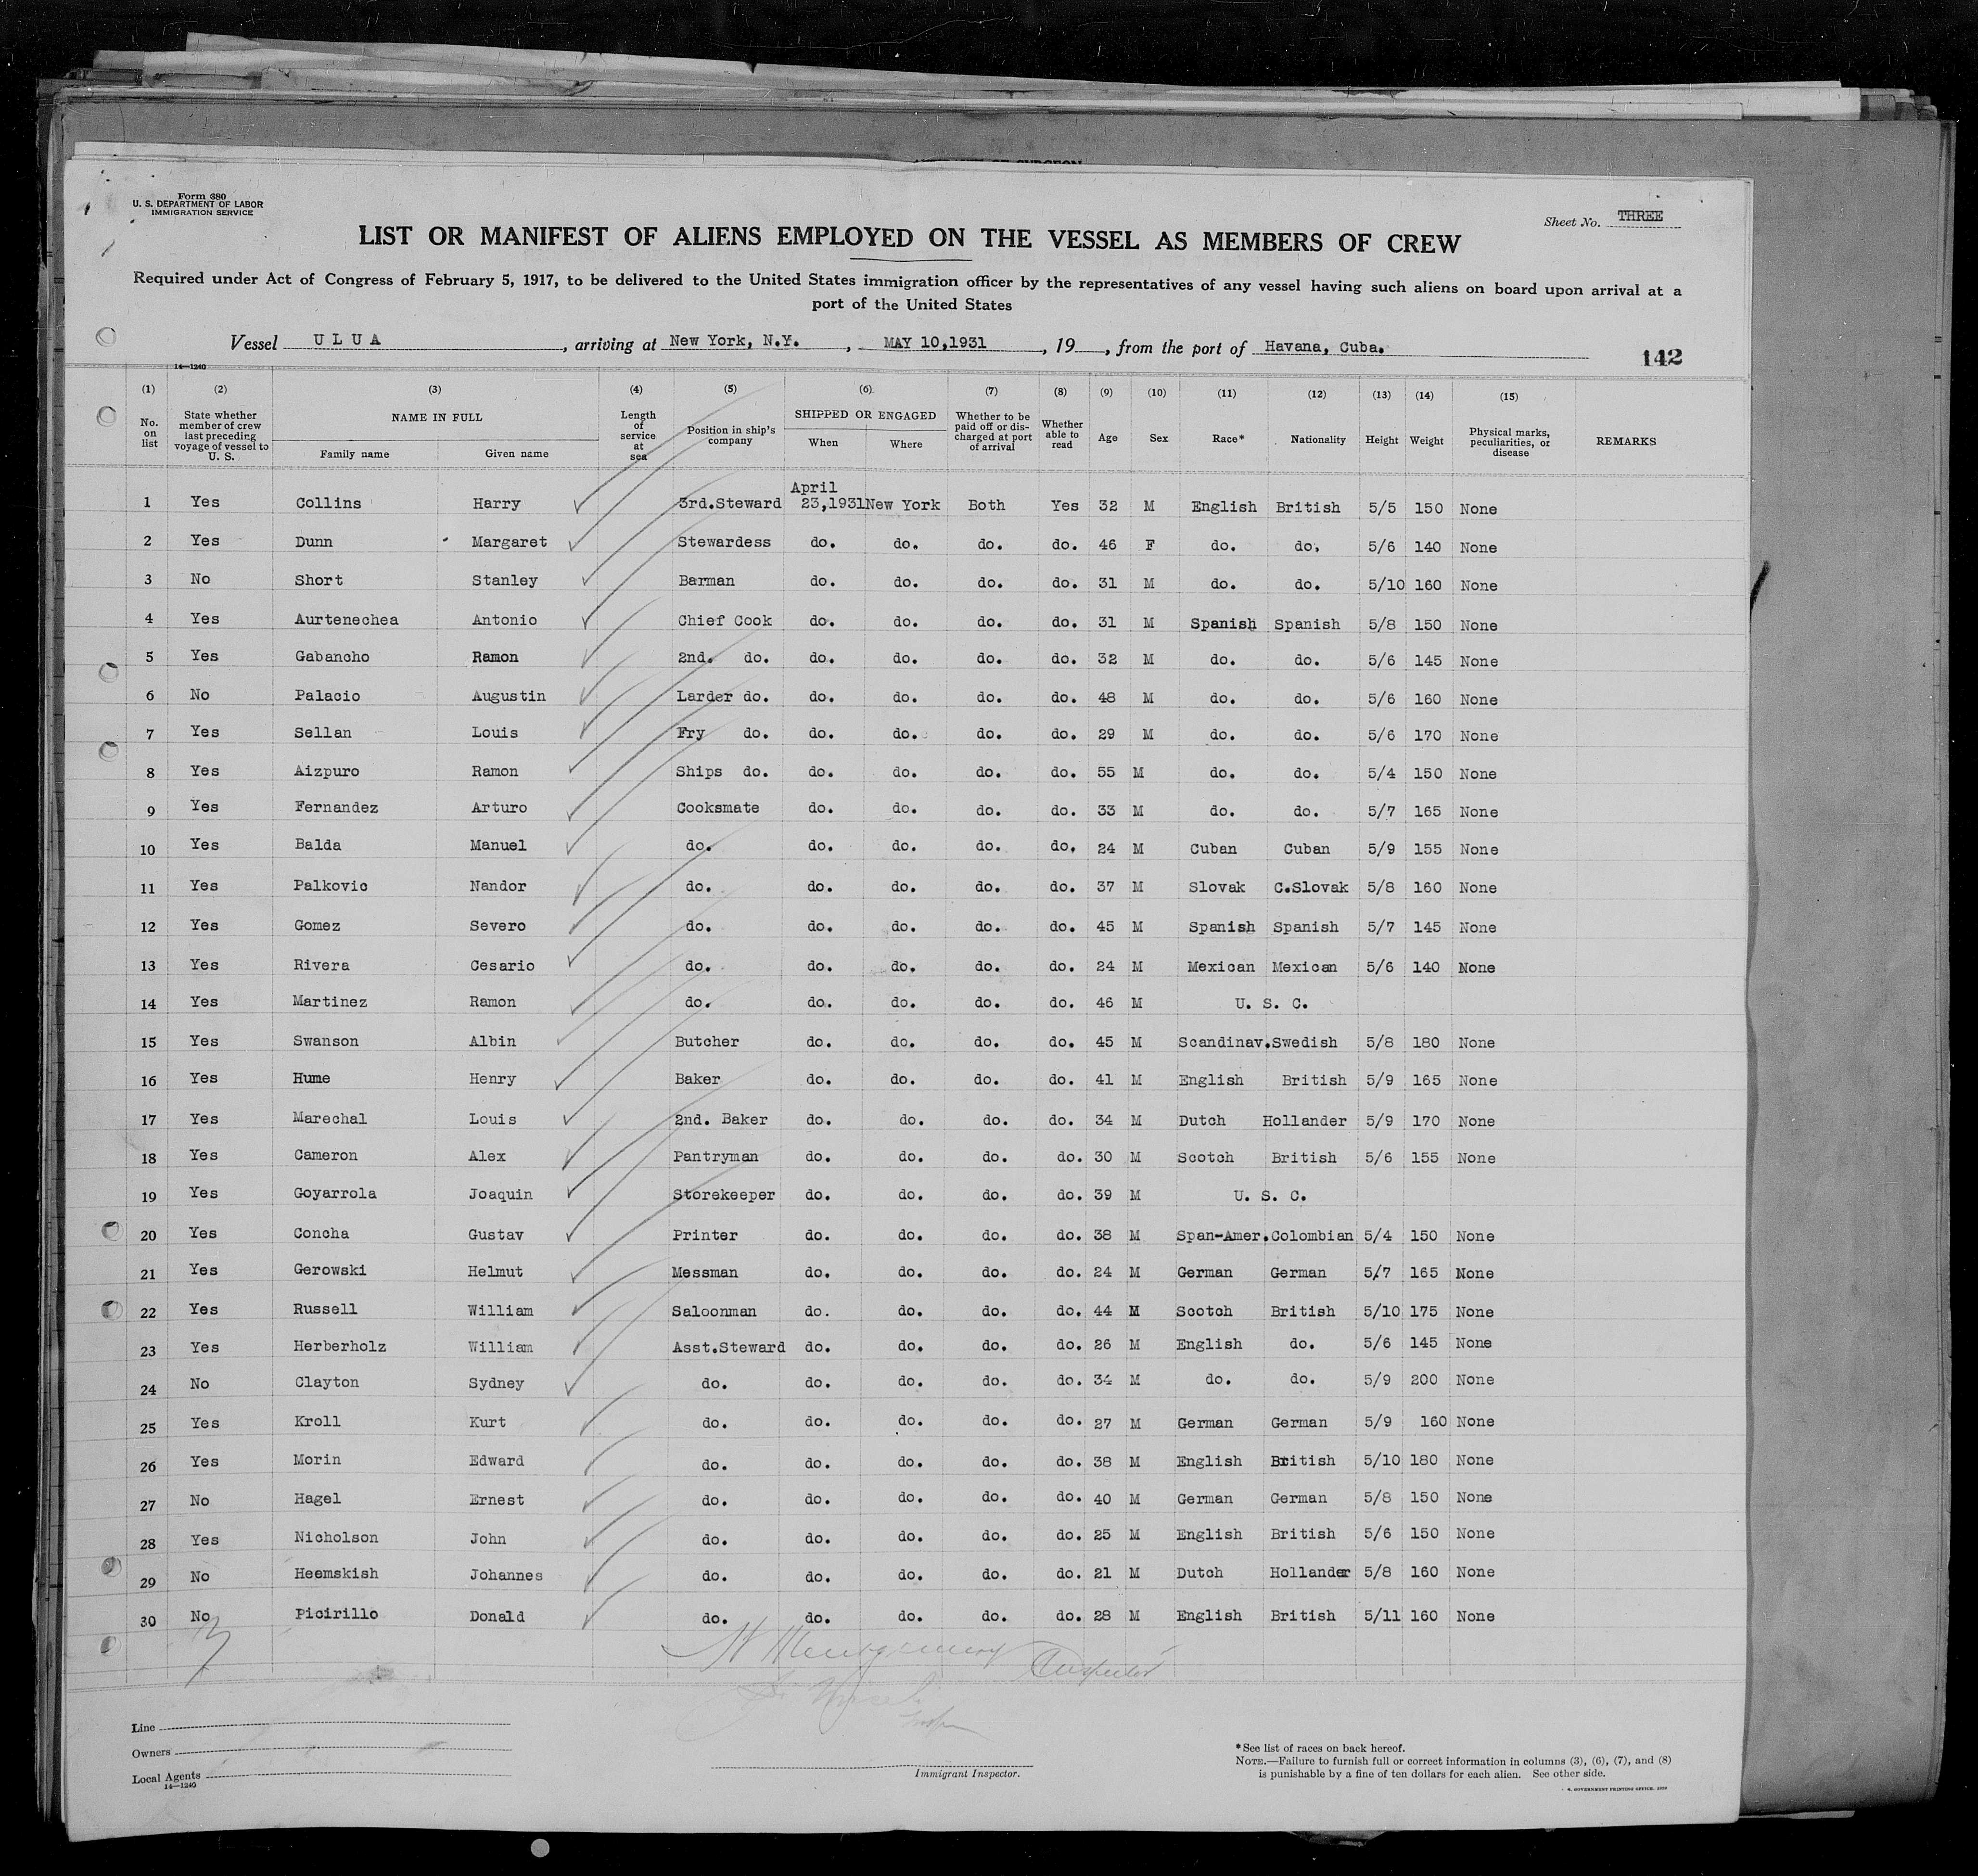 Form 680
U. S. DEPARTMENT OF LABOR
IMMIGRATION SERVICE
Sheet No. THREE
LIST OR MANIFEST OF ALIENS EMPLOYED ON THE VESSEL AS MEMBERS OF CREW
Required under Act of Congress of February 5, 1917, to be delivered to the United States immigration officer by the representatives of any vessel having such aliens on board upon arrival at a
port of the United States
Vessel ULUA, arriving at New York, N.Y., MAY 10,1931, 19, from the port of Havana, Cuba.
142
14—1240
(1) (2) (3) (4) (5) (6) (7) (8) (9) (10) (11) (12) (13) (14) (15)
No. on list State whether member of crew last preceding voyage of vessel to U. S. NAME IN FULL Family name Given name Length of service at sea Position in ship's company SHIPPED OR ENGAGED When Where Whether to be paid off or discharged at port of arrival Whether able to read Age Sex Race* Nationality Height Weight Physical marks, peculiarities, or disease REMARKS
1 Yes Collins Harry 3rd.Steward April 23,1931 New York Both Yes 32 M English British 5/5 150 None
2 Yes Dunn Margaret Stewardess do. do. do. do. 46 F do. do. 5/6 140 None
3 No Short Stanley Barman do. do. do. do. 31 M do. do. 5/10 160 None
4 Yes Aurtenechea Antonio Chief Cook do. do. do. do. 31 M Spanish Spanish 5/8 150 None
5 Yes Gabancho Ramon 2nd. do. do. do. do. do. 32 M do. do. 5/6 145 None
6 No Palacio Augustin Larder do. do. do. do. do. 48 M do. do. 5/6 160 None
7 Yes Sellan Louis Fry do. do. do. do. do. 29 M do. do. 5/6 170 None
8 Yes Aizpuro Ramon Ships do. do. do. do. do. 55 M do. do. 5/4 150 None
9 Yes Fernandez Arturo Cooksmate do. do. do. do. 33 M do. do. 5/7 165 None
10 Yes Balda Manuel do. do. do. do. do. 24 M Cuban Cuban 5/9 155 None
11 Yes Palkovic Nandor do. do. do. do. do. 37 M Slovak C.Slovak 5/8 160 None
12 Yes Gomez Severo do. do. do. do. do. 45 M Spanish Spanish 5/7 145 None
13 Yes Rivera Cesario do. do. do. do. do. 24 M Mexican Mexican 5/6 140 None
14 Yes Martinez Ramon do. do. do. do. do. 46 M U. S. C.
15 Yes Swanson Albin Butcher do. do. do. do. 45 M Scandinav. Swedish 5/8 180 None
16 Yes Hume Henry Baker do. do. do. do. 41 M English British 5/9 165 None
17 Yes Marechal Louis 2nd. Baker do. do. do. do. 34 M Dutch Hollander 5/9 170 None
18 Yes Cameron Alex Pantryman do. do. do. do. 30 M Scotch British 5/6 155 None
19 Yes Goyarrola Joaquin Storekeeper do. do. do. do. 39 M U. S. C.
20 Yes Concha Gustav Printer do. do. do. do. 38 M Span-Amer. Colombian 5/4 150 None
21 Yes Gerowski Helmut Messman do. do. do. do. 24 M German German 5/7 165 None
22 Yes Russell William Saloonman do. do. do. do. 44 M Scotch British 5/10 175 None
23 Yes Herberholz William Asst.Steward do. do. do. do. 26 M English do. 5/6 145 None
24 No Clayton Sydney do. do. do. do. do. 34 M do. do. 5/9 200 None
25 Yes Kroll Kurt do. do. do. do. do. 27 M German German 5/9 160 None
26 Yes Morin Edward do. do. do. do. do. 38 M English British 5/10 180 None
27 No Hagel Ernest do. do. do. do. do. 40 M German German 5/8 150 None
28 Yes Nicholson John do. do. do. do. do. 25 M English British 5/6 150 None
29 No Heemskish Johannes do. do. do. do. do. 21 M Dutch Hollander 5/8 160 None
30 No Picirillo Donald do. do. do. do. do. 28 M English British 5/11 160 None
Montgomery Inspector
Line
Owners
Local Agents
14—1240
Immigrant Inspector.
*See list of races on back hereof.
NOTE.—Failure to furnish full or correct information in columns (3), (6), (7), and (8)
is punishable by a fine of ten dollars for each alien. See other side.